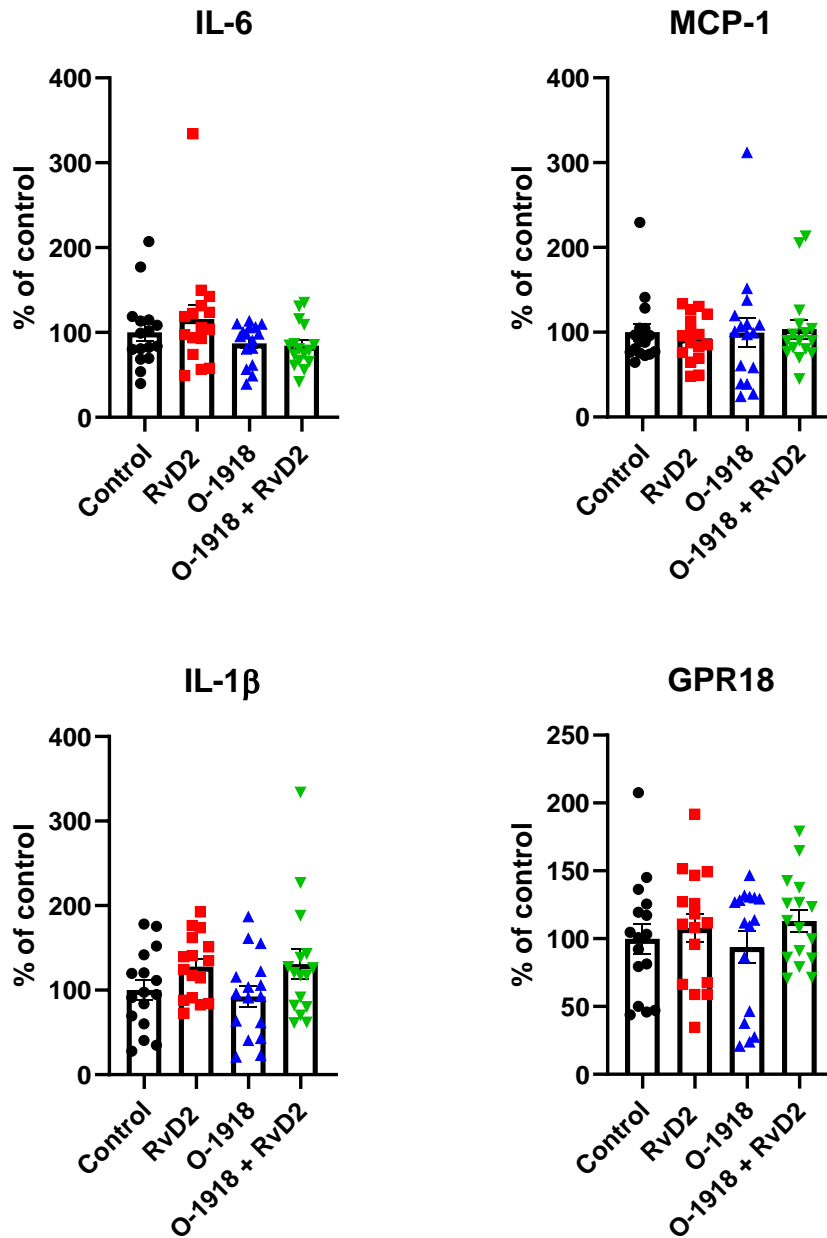 IL-6
% of control
400
300
200
100
0
Control
RvD2
O-1918
O-1918 + RvD2
MCP-1
% of control
400
300
200
100
0
Control
RvD2
O-1918
O-1918 + RvD2
IL-1β
% of control
400
300
200
100
0
Control
RvD2
O-1918
O-1918 + RvD2
GPR18
% of control
250
200
150
100
50
0
Control
RvD2
O-1918
O-1918 + RvD2